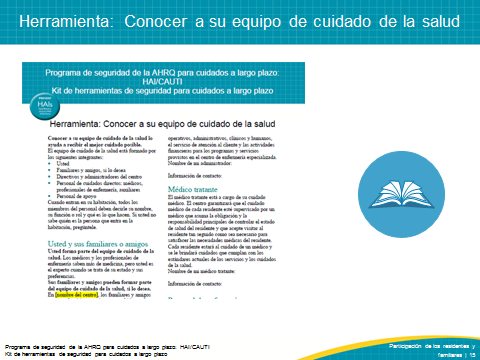 Herramienta: Conocer a su equipo de cuidado de la salud
Programa de seguridad de la AHRQ para cuidados a largo plazo:
HAI/CAUTI
Kit de herramientas de seguridad para cuidados a largo plazo
HAIs
Herramienta: Conocer a su equipo de cuidado de la salud
Conocer a su equipo de cuidado de la salud lo
ayuda a recibir el mejor cuidado posible.
El equipo de cuidado de la salud está formado por
los siguientes integrantes:
• Usted
• Familiares y amigos, si lo desea
• Directivos y administradores del centro
• Personal de cuidados directos: médicos,
profesionales de enfermería, auxiliares
• Personal de apoyo
Cuando entran en su habitación, todos los
miembros del personal deben decirle su nombre,
su función o rol y qué es lo que hacen. Si usted no
sabe quién es la persona que entra en la
habitación, pregúntele.
Usted y sus familiares o amigos
Usted forma parte del equipo de cuidado de la
salud. Los médicos y los profesionales de
enfermería saben más de medicina, pero usted es
el experto cuando se trata de su estado y sus
preferencias.
Sus familiares y amigos pueden formar parte
del equipo de cuidado de la salud, si lo desea.
En [nombre del centro], los familiares y amigos
operativos, administrativos, clínicos y humanos,
el servicio de atención al cliente y las actividades
financieras para los programas y servicios
provistos en el centro de enfermería especializada.
Nombre de mi administrador:
Información de contacto:
Médico tratante
El médico tratante está a cargo de su cuidado
médico. El centro garantizará que el cuidado
médico de cada residente esté supervisado por un
médico que asuma la obligación y la
responsabilidad principales de controlar el estado
de salud del residente y que acepte visitar al
residente tan seguido como sea necesario para
satisfacer las necesidades médicas del residente.
Cada residente estará al cuidado de un médico y
se le brindará cuidados que cumplan con los
estándares actuales de los servicios y los cuidados
de la salud.
Nombre de mi médico tratante:
Información de contacto:
Programa de seguridad de la AHRQ para cuidados a largo plazo: HAI/CAUTI
Kit de herramientas de seguridad para cuidados a largo plazo
Participación de los residentes y
familiares | 15